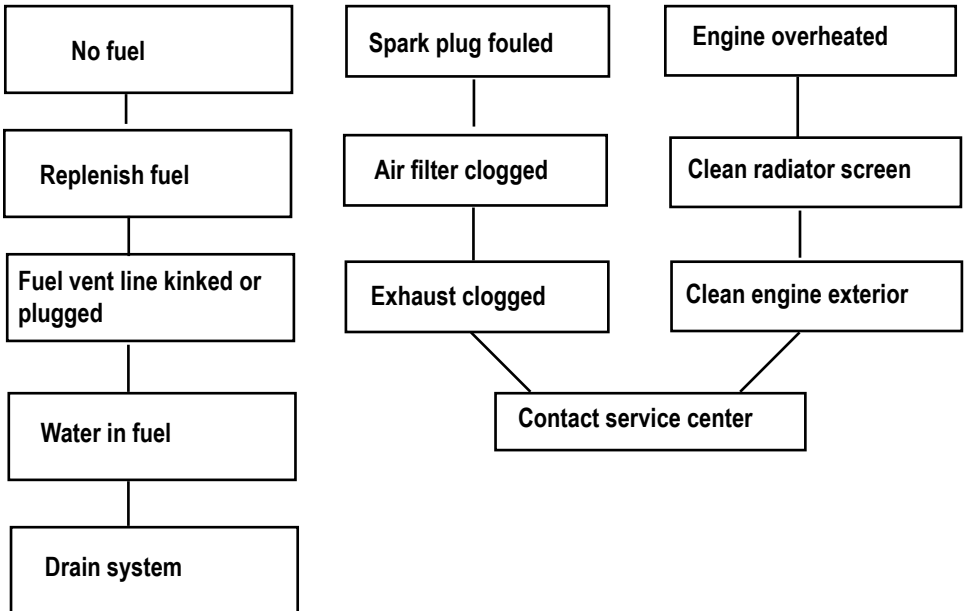 No fuel
Replenish fuel
Fuel vent line kinked or
plugged
Water in fuel
Drain system
Spark plug fouled
Air filter clogged
Exhaust clogged
Engine overheated
Clean radiator screen
Clean engine exterior
Contact service center